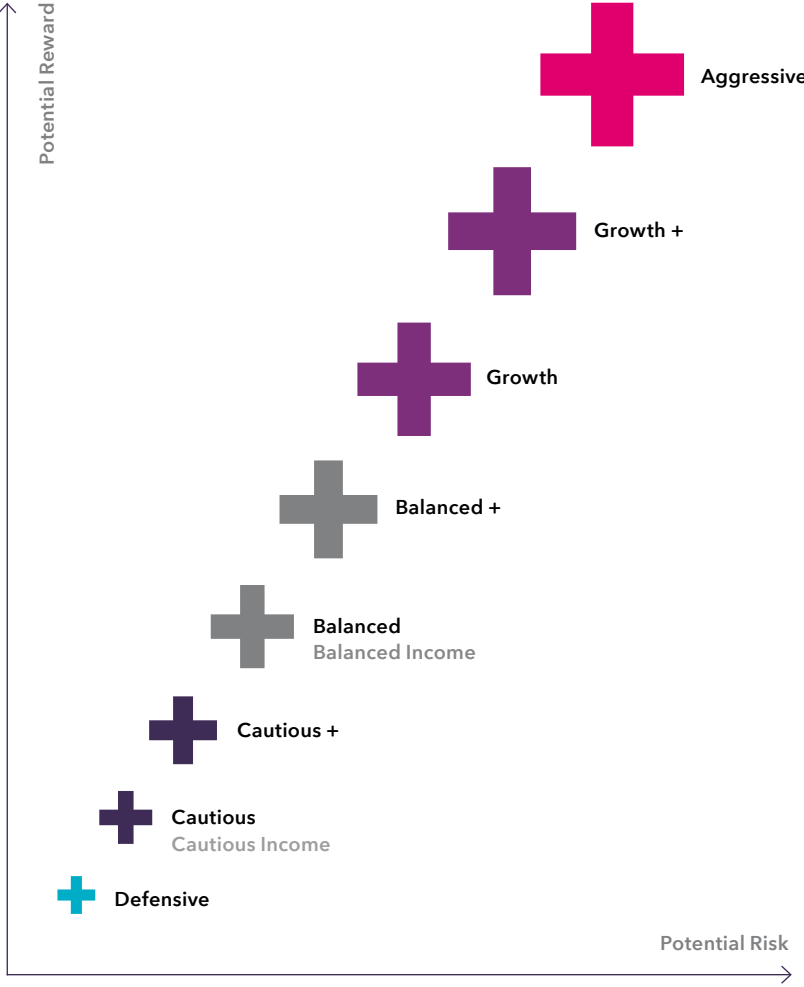 Potential Reward
Aggressive
Growth +
Growth
Balanced +
Balanced
Balanced Income
Cautious +
Cautious
Cautious Income
Defensive
Potential Risk